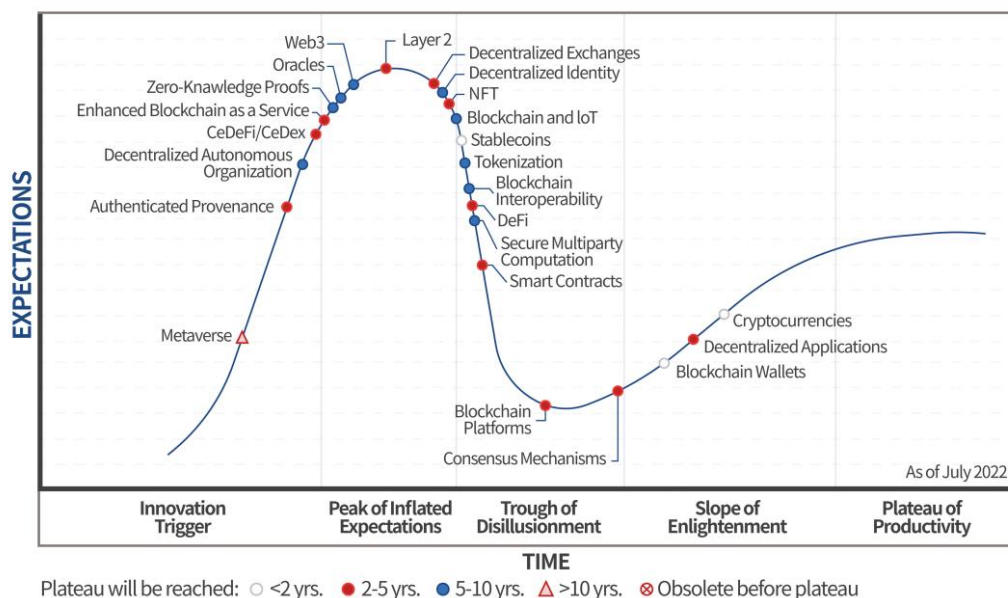 Web3
Layer 2
Oracles
Decentralized Exchanges
Decentralized Identity
Zero-Knawledge Proofs
NFT
Enhanced Blockchain as a Service
Blockchain and IoT
CeDeFi/CeDex
Stablecoins
Decentralized Autonomous
Organization
Tokenization
Blockchain
Interoperability
Authenticated Provenance
DeFi
Secure Multiparty
Computation
Smart Contracts
EXPECTATIONS
Metaverse
Cryptocurrencies
Decentralized Applications
Blockchain Wallets
Blockchain
Platforms
Consensus Mechanisms
As of July 2022
Innovation
Trigger
Peak of Inflated
Expectations
Trough of
Disillusionment
Slope of
Enlightenment
Plateau of
Productivity
TIME
Plateau will be reached: <2 yrs. 2-5 yrs. 5-10 yrs. >10 yrs. Obsolete before plateau